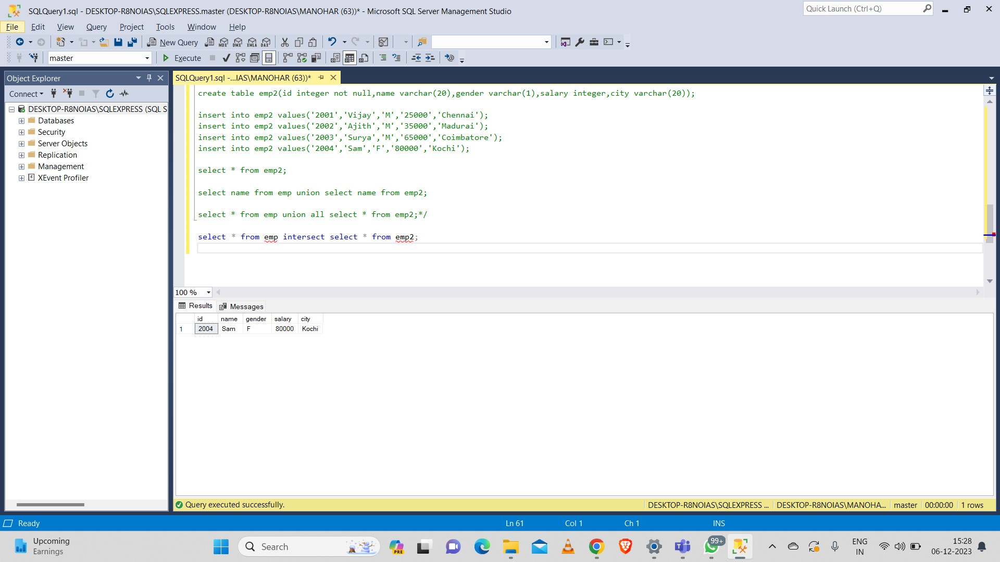 SQLQuery1.sql - DESKTOP-R8NOIAS\SQLEXPRESS.master (DESKTOP-R8NOIAS\MANOHAR (63))* - Microsoft SQL Server Management Studio
Quick Launch (Ctrl+Q)
File Edit View Query Project Tools Window Help
New Query MDX DMX XMLA DAX
master Execute
Object Explorer
SQLQuery1.sql -...IAS\MANOHAR (63))*
Connect
DESKTOP-R8NOIAS\SQLEXPRESS (SQL S
Databases
Security
Server Objects
Replication
Management
XEvent Profiler
create table emp2(id integer not null,name varchar(20),gender varchar(1),salary integer,city varchar(20));
insert into emp2 values('2001','Vijay','M','25000','Chennai');
insert into emp2 values('2002','Ajith','M','35000','Madurai');
insert into emp2 values('2003','Surya','M','65000','Coimbatore');
insert into emp2 values('2004','Sam','F','80000','Kochi');
select * from emp2;
select name from emp union select name from emp2;
select * from emp union all select * from emp2;*/
select * from emp intersect select * from emp2;
100 %
Results Messages
id name gender salary city
1 2004 Sam F 80000 Kochi
Query executed successfully.
DESKTOP-R8NOIAS\SQLEXPRESS ... DESKTOP-R8NOIAS\MANOHA... master 00:00:00 1 rows
Ready Ln 61 Col 1 Ch 1 INS
Upcoming
Earnings
Search
PRE
99+
ENG
IN
15:28
06-12-2023